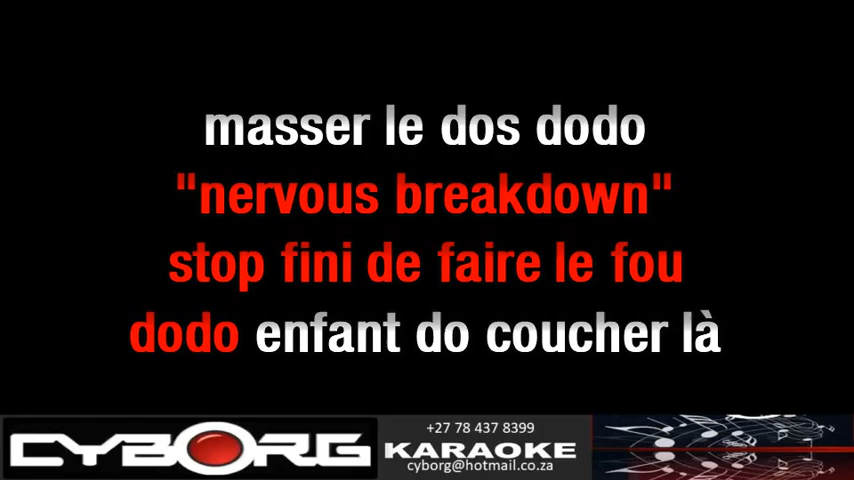 masser le dos dodo
"nervous breakdown"
stop fini de faire le fou
dodo enfant do coucher là
CYBORG
+27 78 437 8399
KARAOKE
cyborg@hotmail.co.za